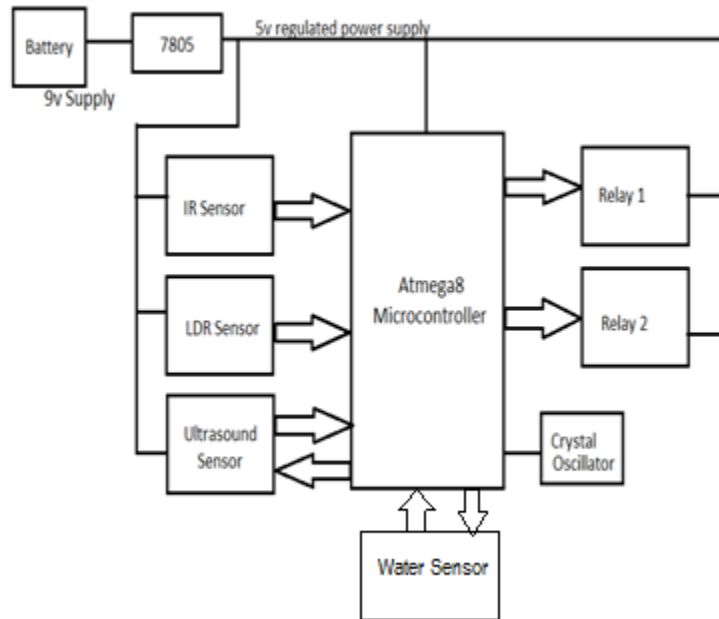 Battery
7805
5v regulated power supply
9v Supply
IR Sensor
LDR Sensor
Ultrasound
Sensor
Atmega8
Microcontroller
Relay 1
Relay 2
Crystal
Oscillator
Water Sensor